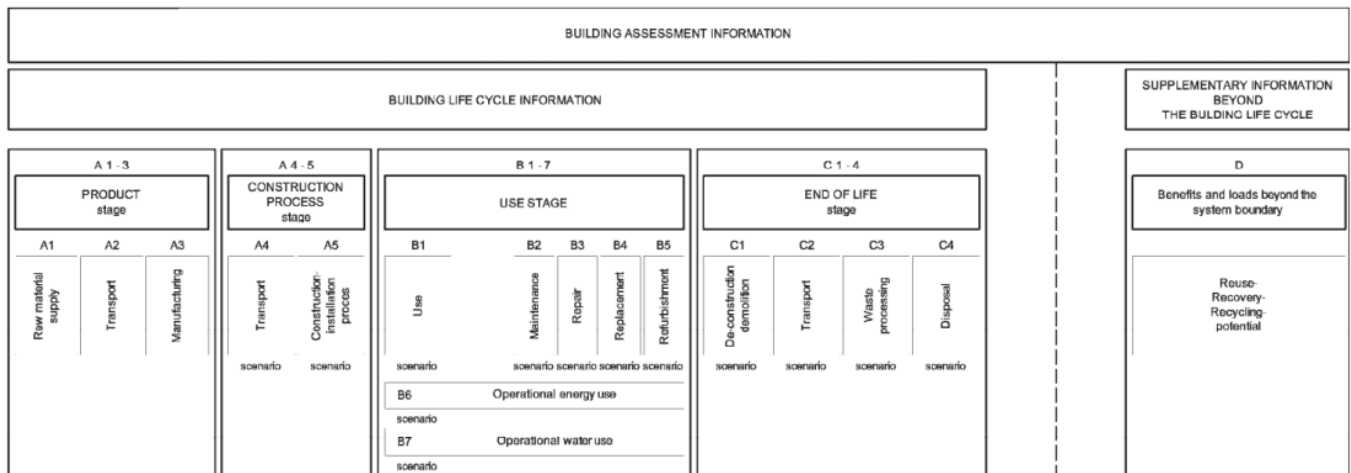 BUILDING ASSESSMENT INFORMATION
BUILDING LIFE CYCLE INFORMATION
SUPPLEMENTARY INFORMATION
BEYOND
THE BULDING LIFE CYCLE
A 1 - 3
PRODUCT
stage
A1
A2
A3
Raw material
supply
Transport
Manufacturing
A 4 - 5
CONSTRUCTION
PROCESS
stage
A4
A5
Transport
Construction-
installation
proces
scenario
scenario
B 1 - 7
USE STAGE
B1
B2
B3
B4
B5
Use
Maintenance
Repair
Replacement
Refurbishment
scenario
scenario scenario scenario scenario
B6
Operational energy use
scenario
B7
Operational water use
scenario
C 1 - 4
END OF LIFE
stage
C1
C2
C3
C4
De-construction
demolition
Transport
Waste
processing
Disposal
scenario
scenario
scenario
scenario
D
Benefits and loads beyond the
system boundary
Reuse-
Recovery-
Recycling-
potential